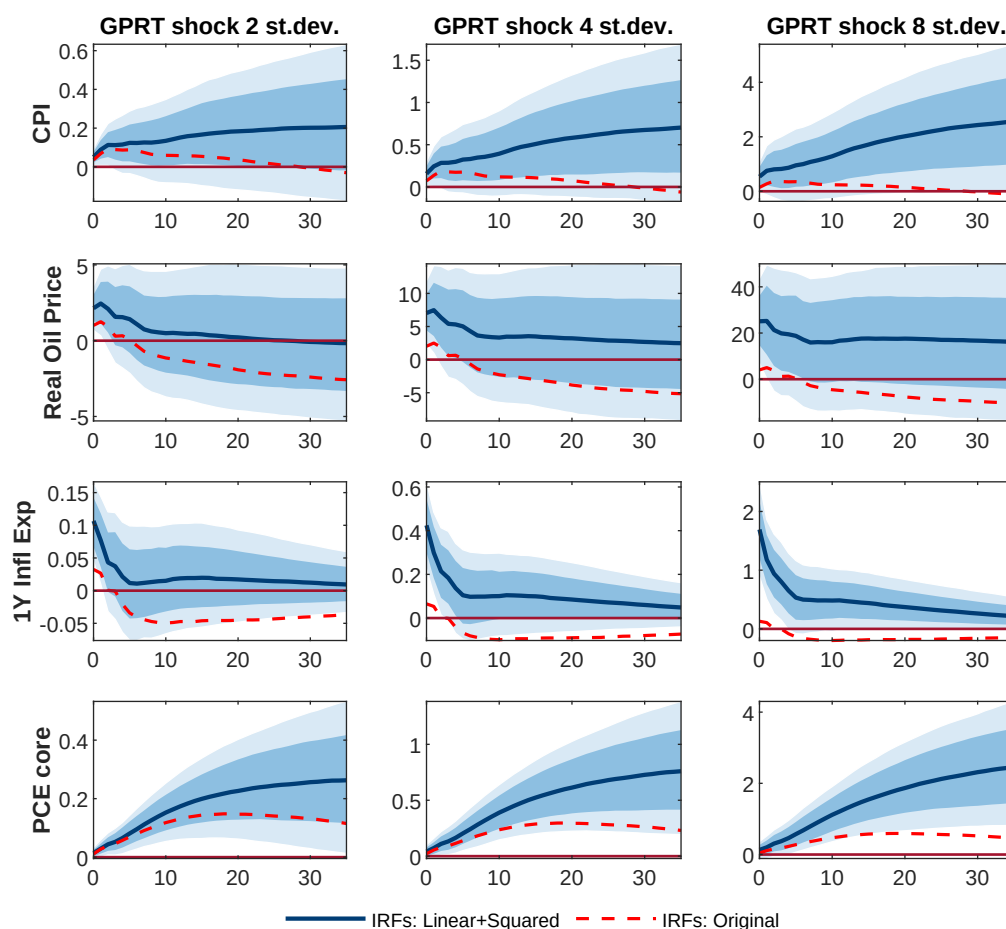 GPRT shock 2 st.dev. GPRT shock 4 st.dev. GPRT shock 8 st.dev.
CPI
0.6
0.4
0.2
0
0 10 20 30
1.5
1
0.5
0
0 10 20 30
4
2
0
0 10 20 30
Real Oil Price
5
0
-5
0 10 20 30
10
5
0
-5
0 10 20 30
40
20
0
0 10 20 30
1Y Infl Exp
0.15
0.1
0.05
0
-0.05
0 10 20 30
0.6
0.4
0.2
0
0 10 20 30
2
1
0
0 10 20 30
PCE core
0.4
0.2
0
0 10 20 30
1
0.5
0
0 10 20 30
4
2
0
0 10 20 30
IRFs: Linear+Squared IRFs: Original